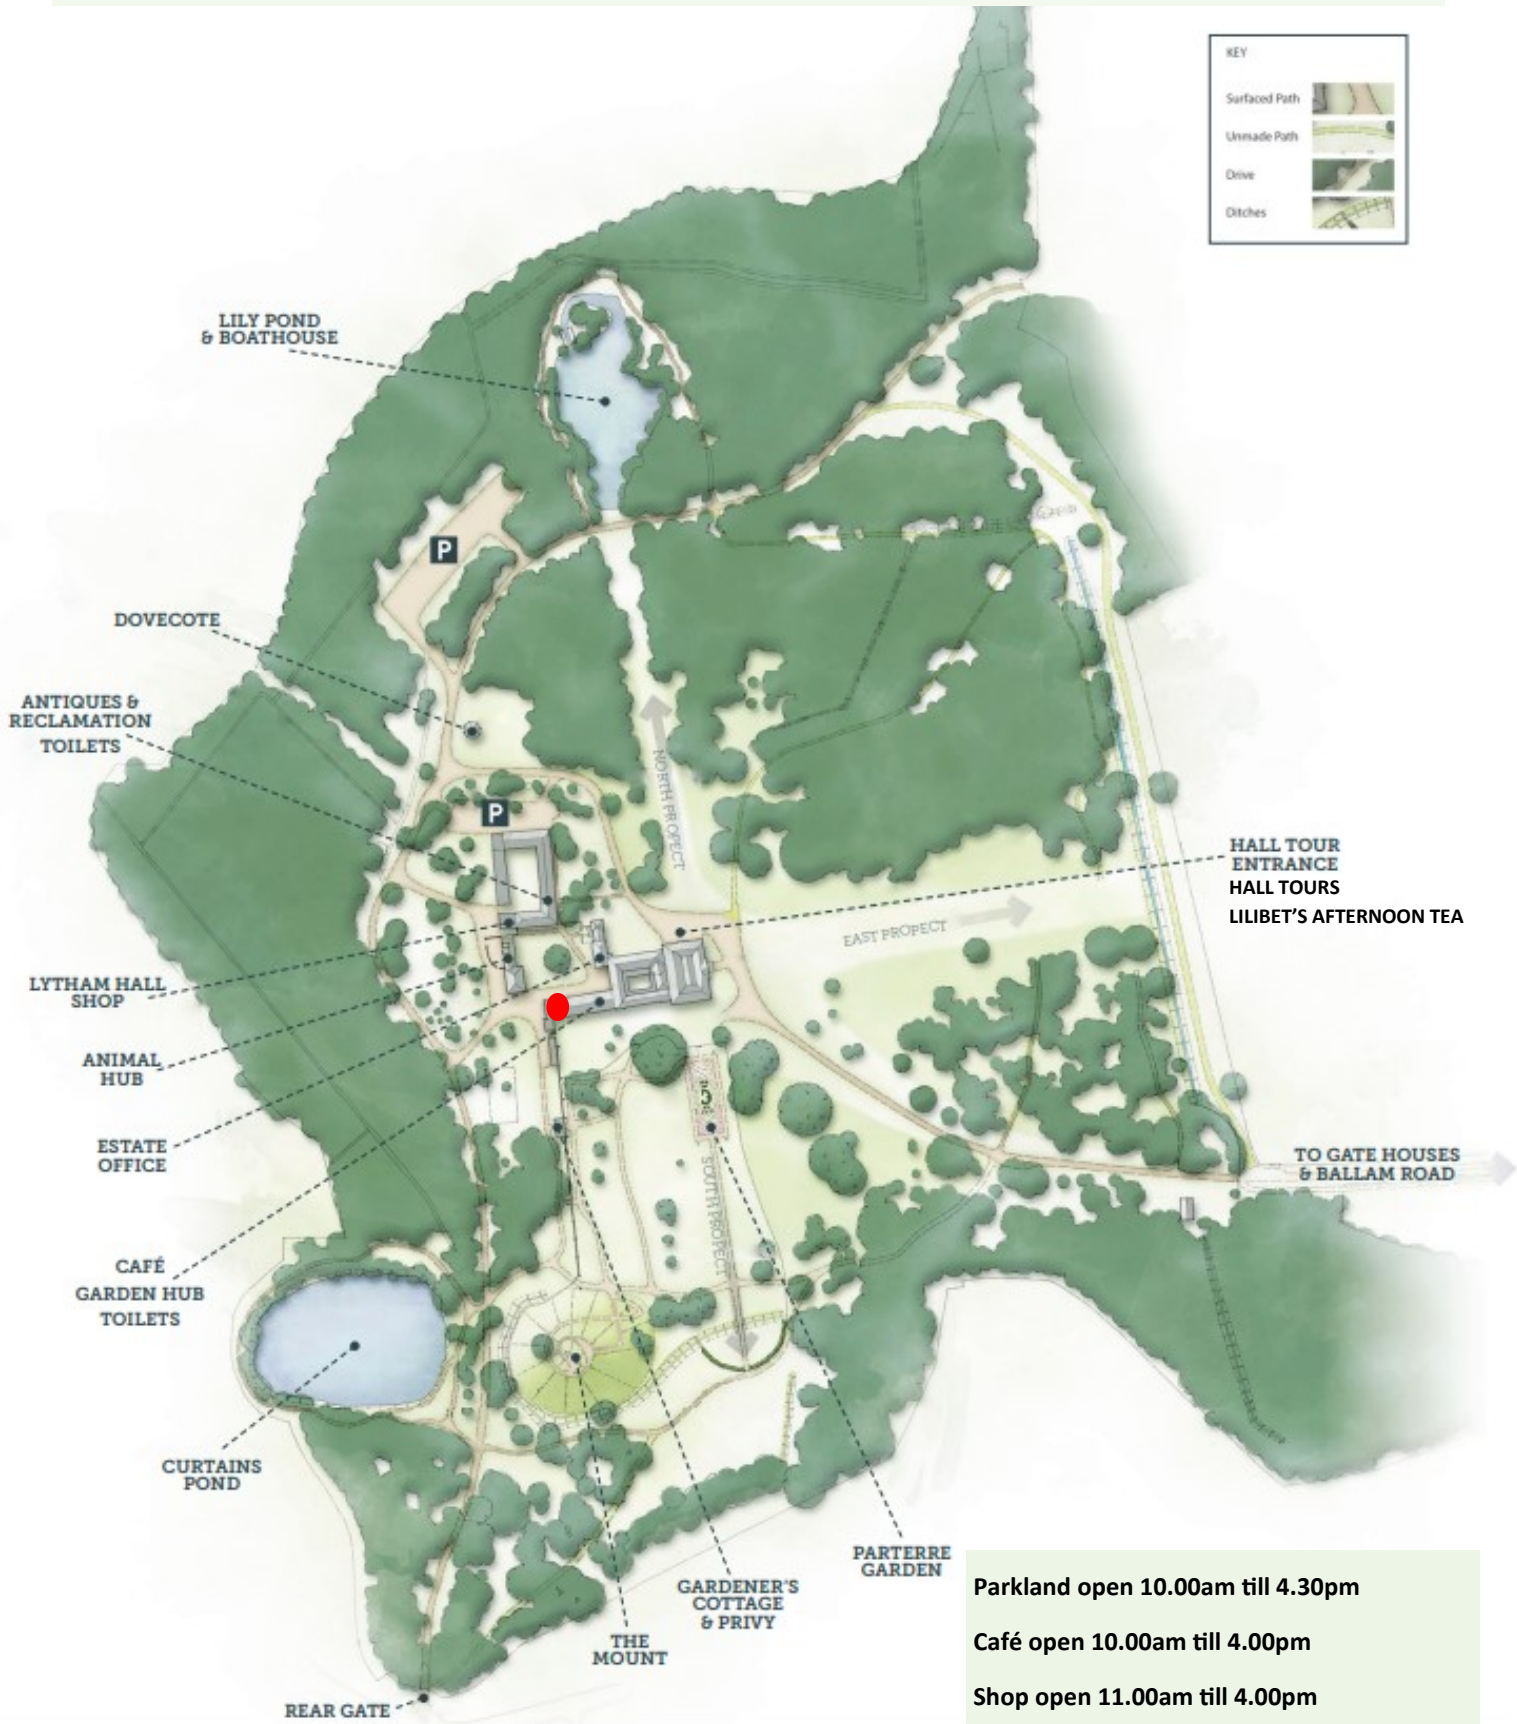 KEY
Surfaced Path
Unmade Path
Drive
Ditches
LILY POND
& BOATHOUSE
P
DOVECOTE
ANTIQUES &
RECLAMATION
TOILETS
P
NORTH PROPECT
HALL TOUR
ENTRANCE
HALL TOURS
LILIBET’S AFTERNOON TEA
EAST PROPECT
LYTHAM HALL
SHOP
ANIMAL
HUB
ESTATE
OFFICE
TO GATE HOUSES
& BALLAM ROAD
SOUTH PROPECT
CAFÉ
GARDEN HUB
TOILETS
CURTAINS
POND
PARTERRE
GARDEN
GARDENER’S
COTTAGE
& PRIVY
THE
MOUNT
REAR GATE
Parkland open 10.00am till 4.30pm
Café open 10.00am till 4.00pm
Shop open 11.00am till 4.00pm